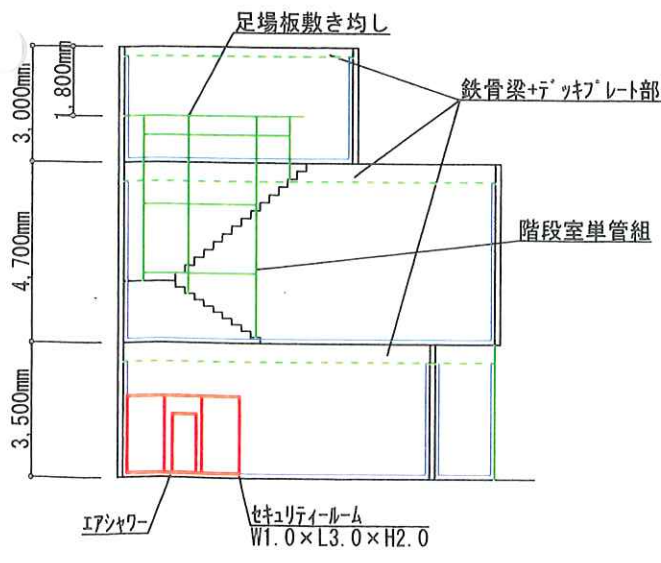 足場板敷き均し
1,800mm
3,000mm
鉄骨梁+ﾃﾞｯｷﾌﾟﾚｰﾄ部
階段室単管組
4,700mm
3,500mm
ｴｱｼｬﾜｰ
ｾｷｭﾘﾃｨｰﾙｰﾑ
W1.0×L3.0×H2.0